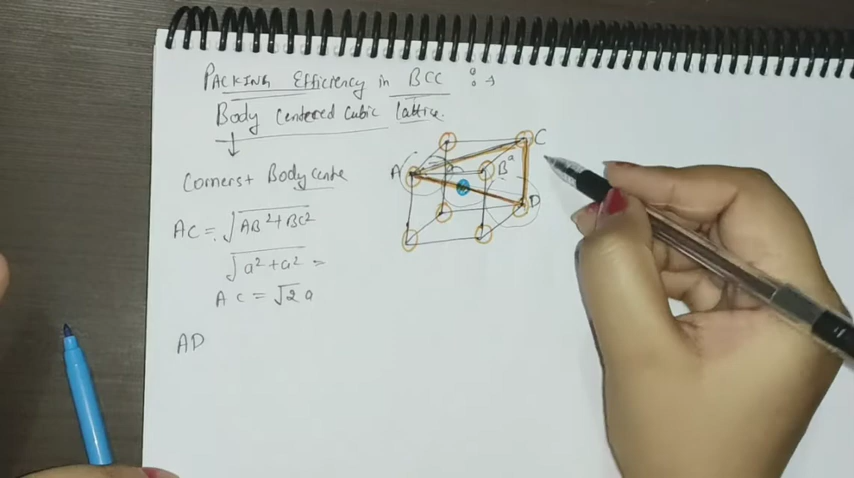 PACKING Efficiency in BCC :→
Body Centered Cubic lattice.
↓
Corners + Body centre
AC = √AB²+BC²
√a²+a² =
AC = √2 a
AD
A
B
a
C
D